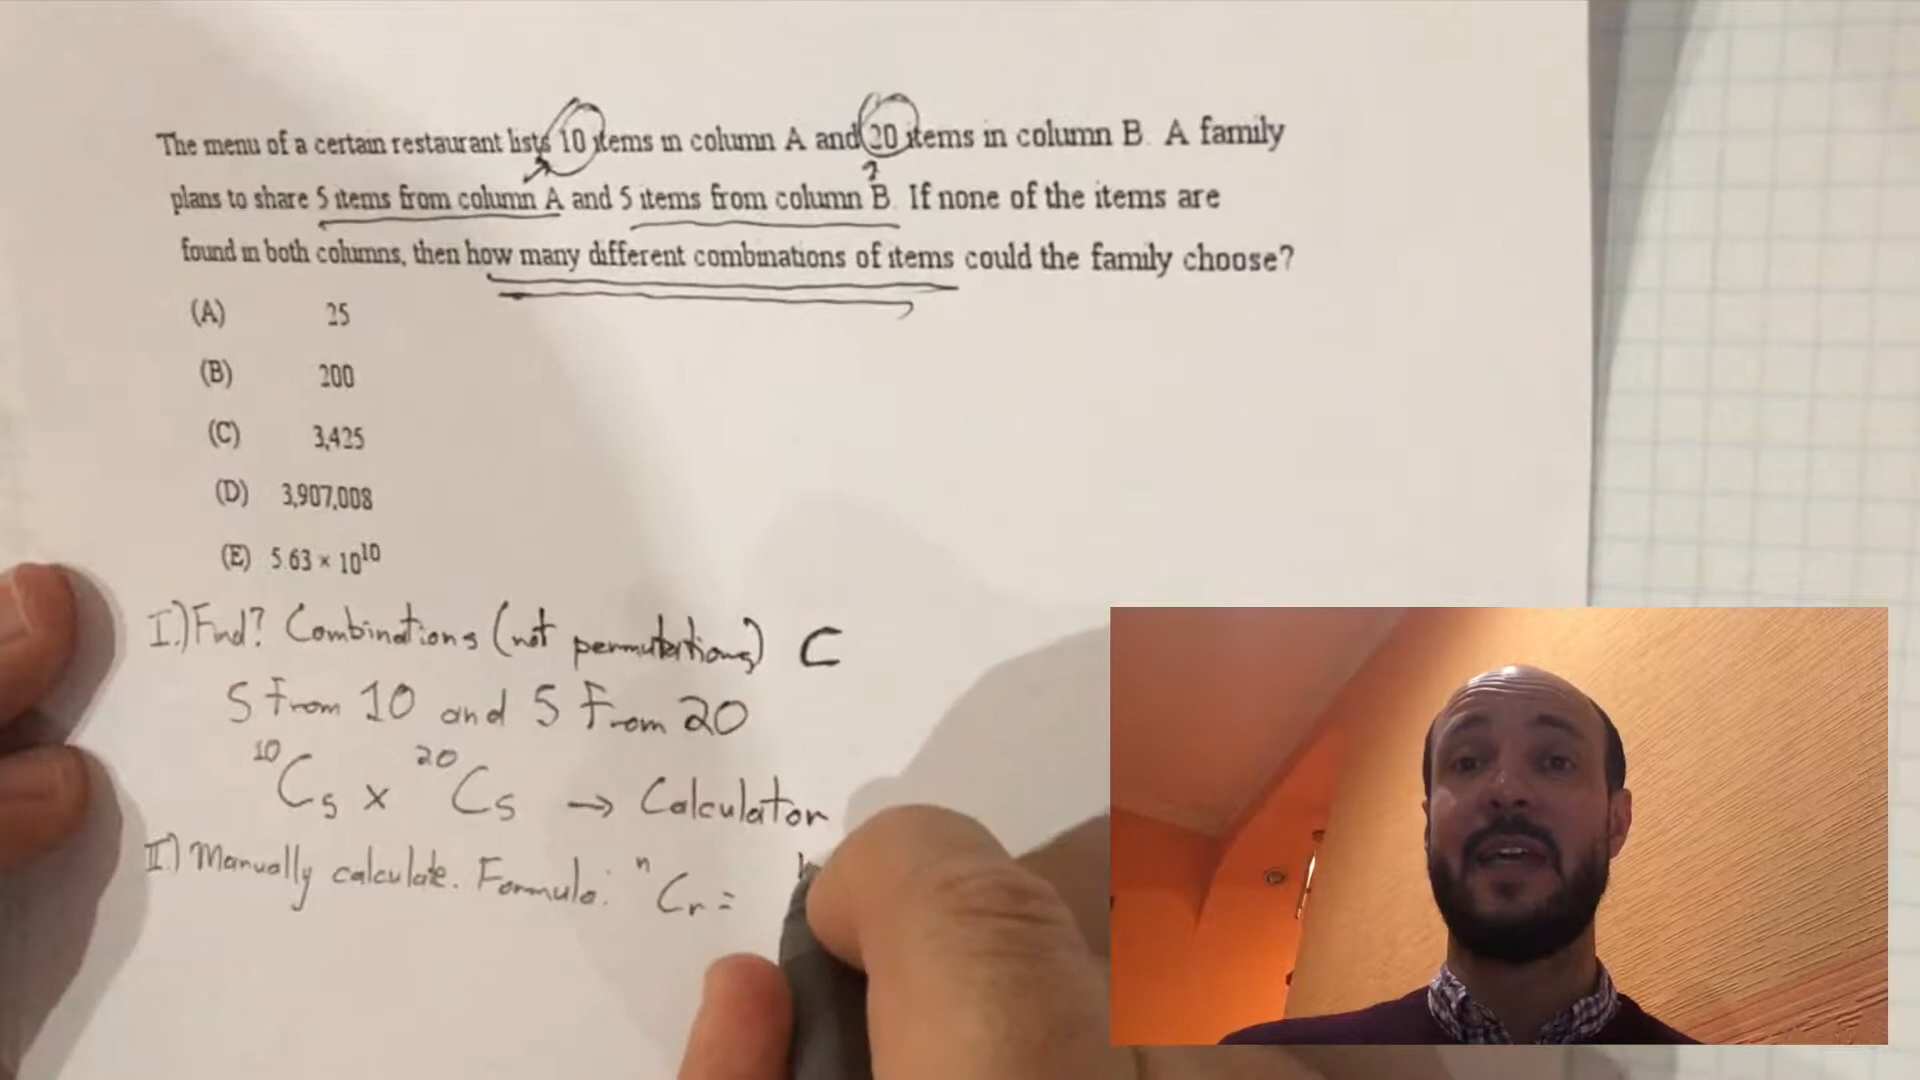 The menu of a certain restaurant lists 10 items in column A and 20 items in column B. A family
plans to share 5 items from column A and 5 items from column B. If none of the items are
found in both columns, then how many different combinations of items could the family choose?
(A) 25
(B) 200
(C) 3,425
(D) 3,907,008
(E) 5.63 × 10¹⁰
I.) Find? Combinations (not permutations) C
5 from 10 and 5 from 20
¹⁰C₅ x ²⁰C₅ → Calculator
II.) Manually calculate. Formula: ⁿCᵣ =